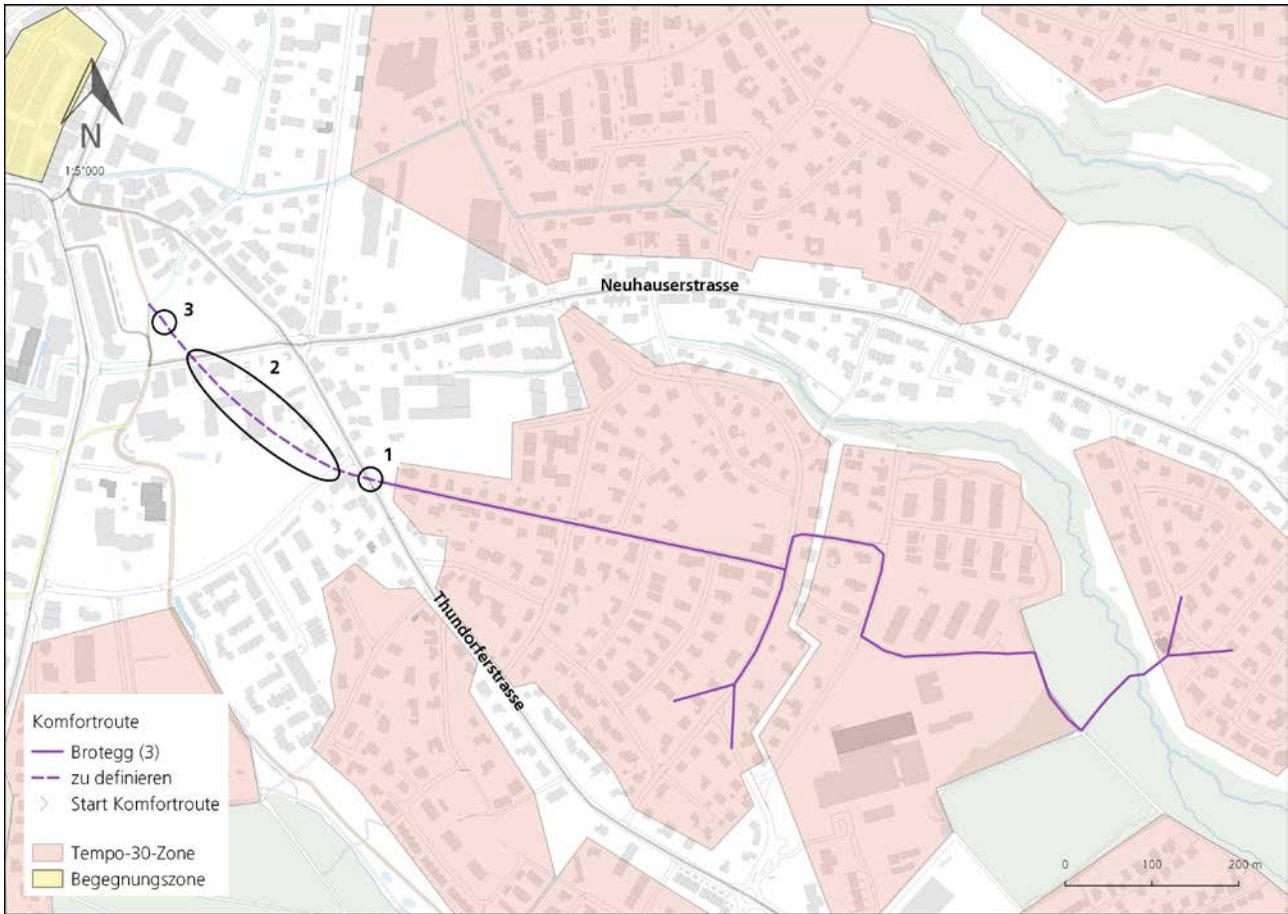 N
1:5'000
Neuhauserstrasse
3
2
1
Thundorferstrasse
Komfortroute
Brotegg (3)
zu definieren
Start Komfortroute
Tempo-30-Zone
Begegnungszone
0 100 200 m